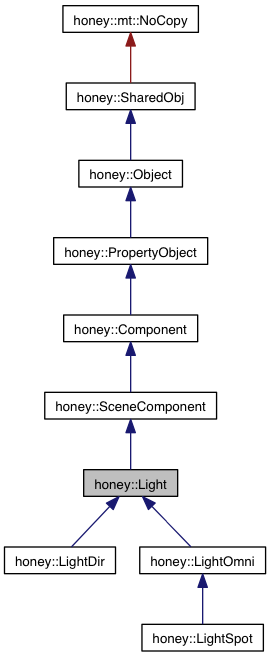 honey::mt::NoCopy
honey::SharedObj
honey::Object
honey::PropertyObject
honey::Component
honey::SceneComponent
honey::Light
honey::LightDir
honey::LightOmni
honey::LightSpot